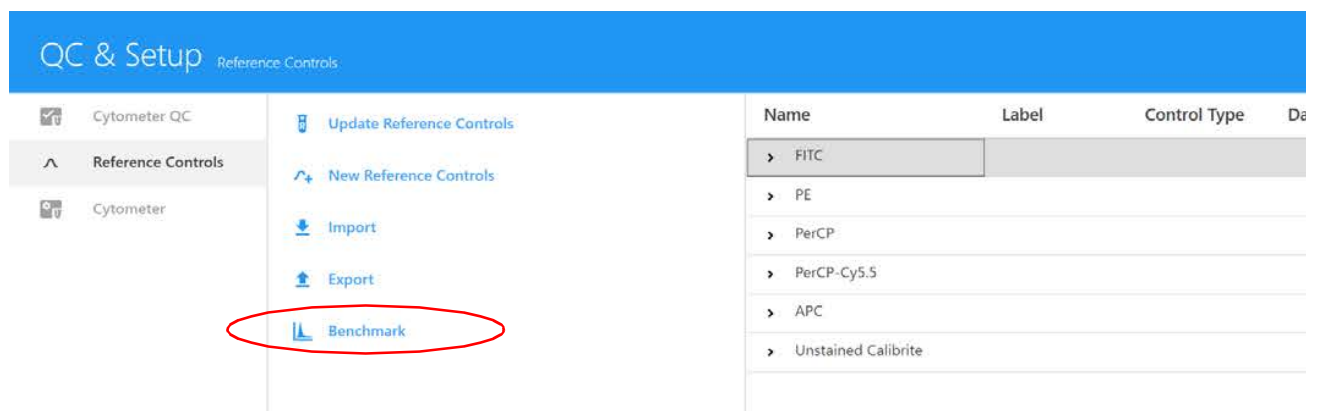 QC & Setup Reference Controls
Cytometer QC
Reference Controls
Cytometer
Update Reference Controls
New Reference Controls
Import
Export
Benchmark
Name Label Control Type Da
FITC
PE
PerCP
PerCP-Cy5.5
APC
Unstained Calibrite